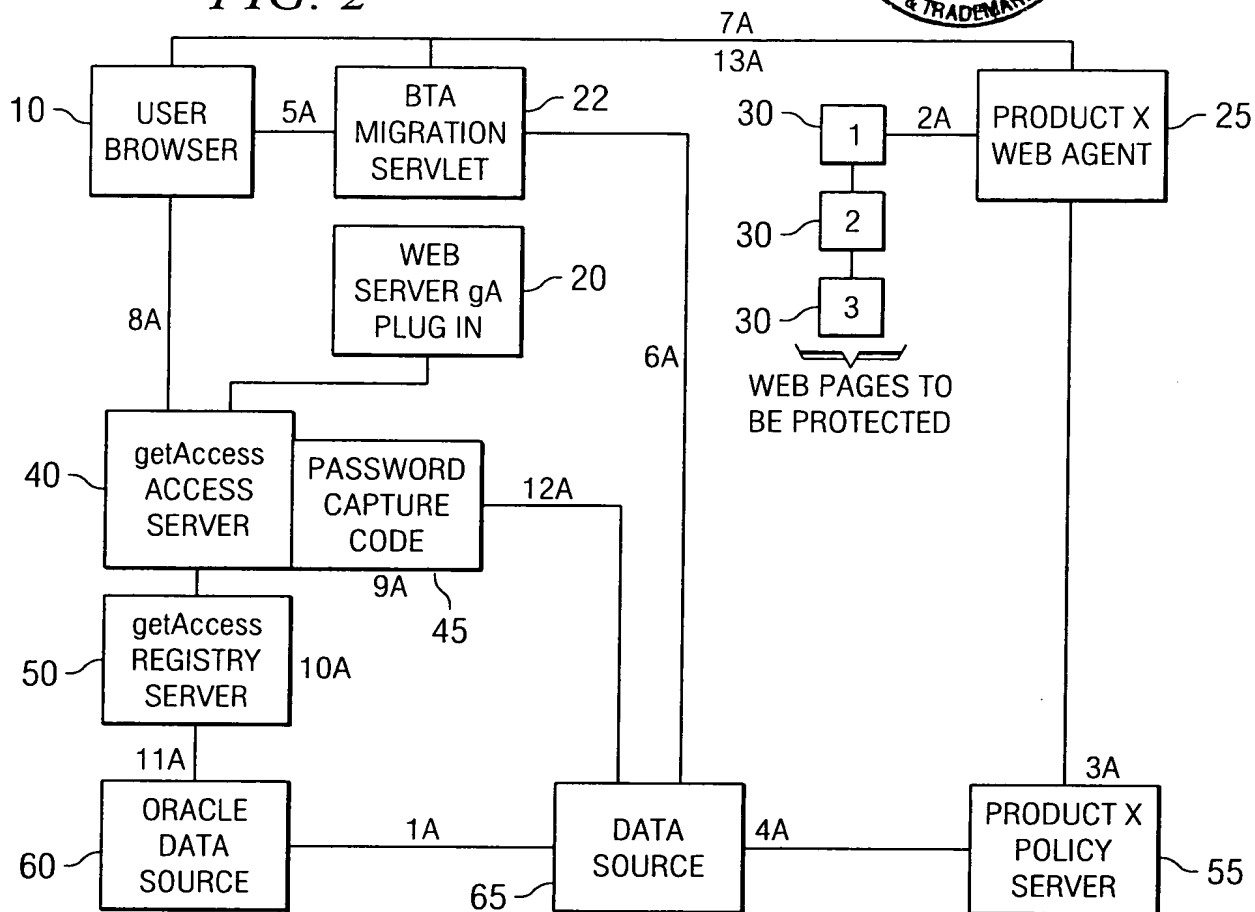 FIG. 2
& TRADEMARK
7A
13A
10
USER
BROWSER
5A
BTA
MIGRATION
SERVLET
22
30
1
2A
PRODUCT X
WEB AGENT
25
30
2
30
3
WEB PAGES TO
BE PROTECTED
WEB
SERVER gA
PLUG IN
20
8A
6A
40
getAccess
ACCESS
SERVER
PASSWORD
CAPTURE
CODE
12A
9A
45
50
getAccess
REGISTRY
SERVER
10A
11A
3A
60
ORACLE
DATA
SOURCE
1A
DATA
SOURCE
65
4A
PRODUCT X
POLICY
SERVER
55